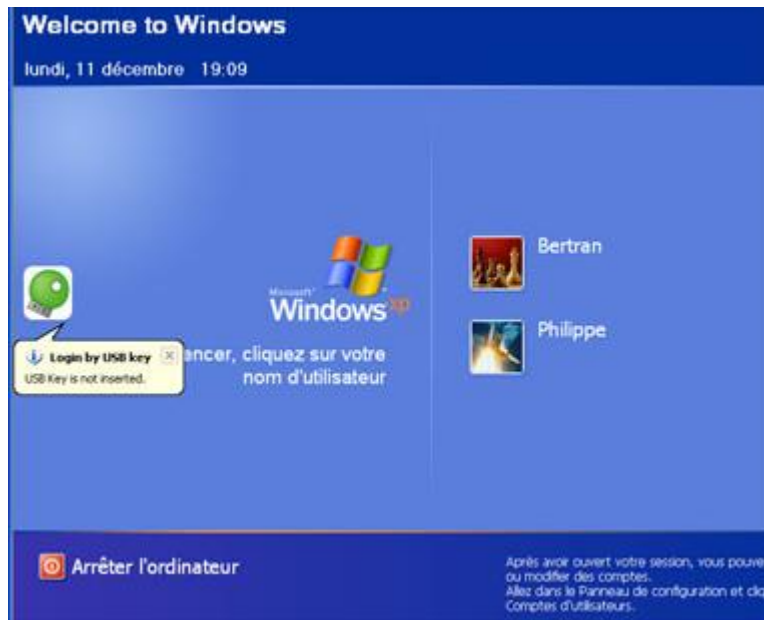 Welcome to Windows
lundi, 11 décembre 19:09
Bertran
Microsoft
Windows xp
Philippe
Login by USB key
USB Key is not inserted.
encer, cliquez sur votre
nom d'utilisateur
Arrêter l'ordinateur
Après avoir ouvert votre session, vous pouve
ou modifier des comptes.
Allez dans le Panneau de configuration et cliq
Comptes d'utilisateurs.